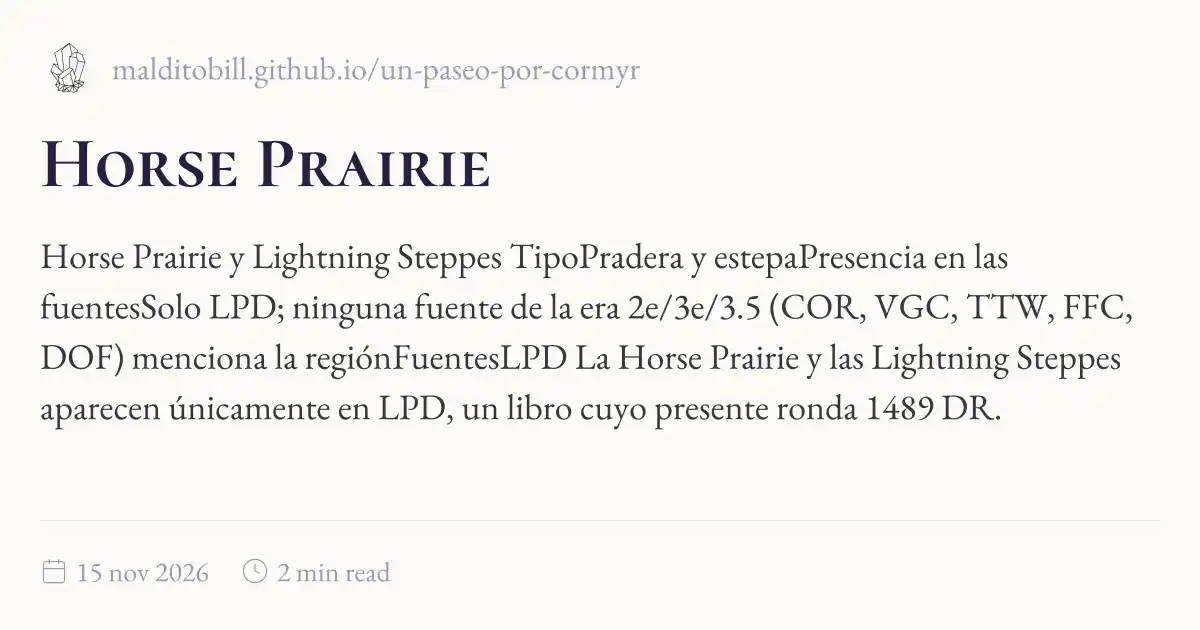 malditobill.github.io/un-paseo-por-cormyr
Horse Prairie
Horse Prairie y Lightning Steppes TipoPradera y estepaPresencia en las
fuentesSolo LPD; ninguna fuente de la era 2e/3e/3.5 (COR, VGC, TTW, FFC,
DOF) menciona la regiónFuentesLPD La Horse Prairie y las Lightning Steppes
aparecen únicamente en LPD, un libro cuyo presente ronda 1489 DR.
15 nov 2026 2 min read